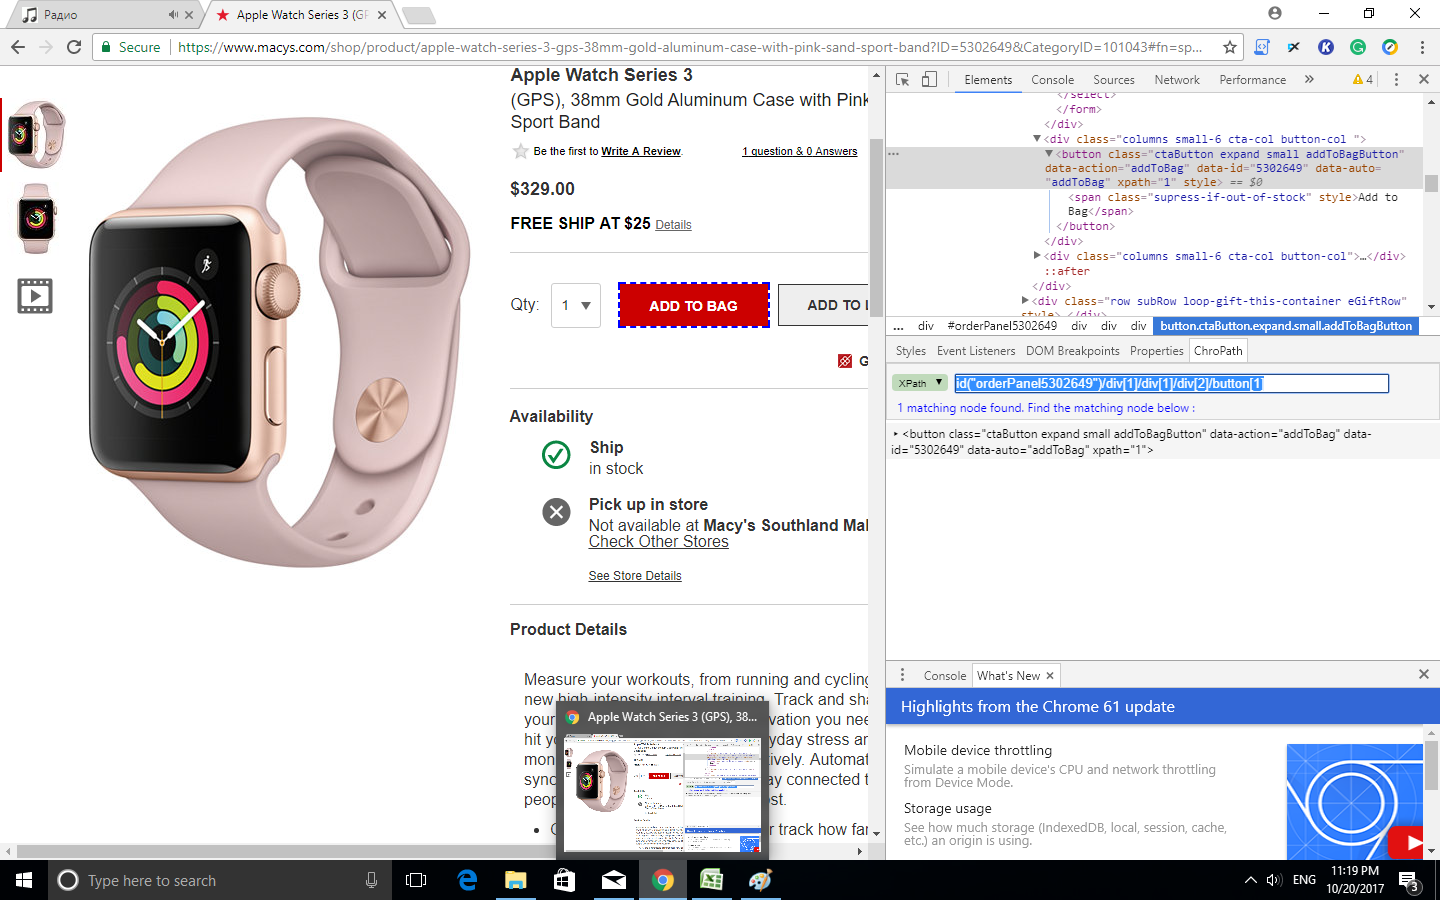 Радио
Apple Watch Series 3 (GP
Secure
https://www.macys.com/shop/product/apple-watch-series-3-gps-38mm-gold-aluminum-case-with-pink-sand-sport-band?ID=5302649&CategoryID=101043#fn=sp...
Apple Watch Series 3
(GPS), 38mm Gold Aluminum Case with Pink
Sport Band
Be the first to Write A Review.
1 question & 0 Answers
$329.00
FREE SHIP AT $25 Details
Qty:
1
ADD TO BAG
ADD TO
G
Availability
Ship
in stock
Pick up in store
Not available at Macy's Southland Mal
Check Other Stores
See Store Details
Product Details
Measure your workouts, from running and cycling
new high-intensity interval training. Track and sha
your
vation you nee
hit yo
yday stress an
mon
tively. Automat
sync
ay connected t
peop
st.
r track how far
Apple Watch Series 3 (GPS), 38...
Elements
Console
Sources
Network
Performance
»
4
</select>
</form>
</div>
<div class="columns small-6 cta-col button-col ">
...
<button class="ctaButton expand small addToBagButton"
data-action="addToBag" data-id="5302649" data-auto=
"addToBag" xpath="1" style> == $0
<span class="supress-if-out-of-stock" style>Add to
Bag</span>
</button>
</div>
<div class="columns small-6 cta-col button-col">…</div>
::after
</div>
<div class="row subRow loop-gift-this-container eGiftRow"
style>…</div>
...
div
#orderPanel5302649
div
div
div
button.ctaButton.expand.small.addToBagButton
Styles
Event Listeners
DOM Breakpoints
Properties
ChroPath
XPath
id("orderPanel5302649")/div[1]/div[1]/div[2]/button[1]
1 matching node found. Find the matching node below :
<button class="ctaButton expand small addToBagButton" data-action="addToBag" data-
id="5302649" data-auto="addToBag" xpath="1">
Console
What's New
Highlights from the Chrome 61 update
Mobile device throttling
Simulate a mobile device's CPU and network throttling
from Device Mode.
Storage usage
See how much storage (IndexedDB, local, session, cache,
etc.) an origin is using.
Type here to search
ENG
11:19 PM
10/20/2017
3